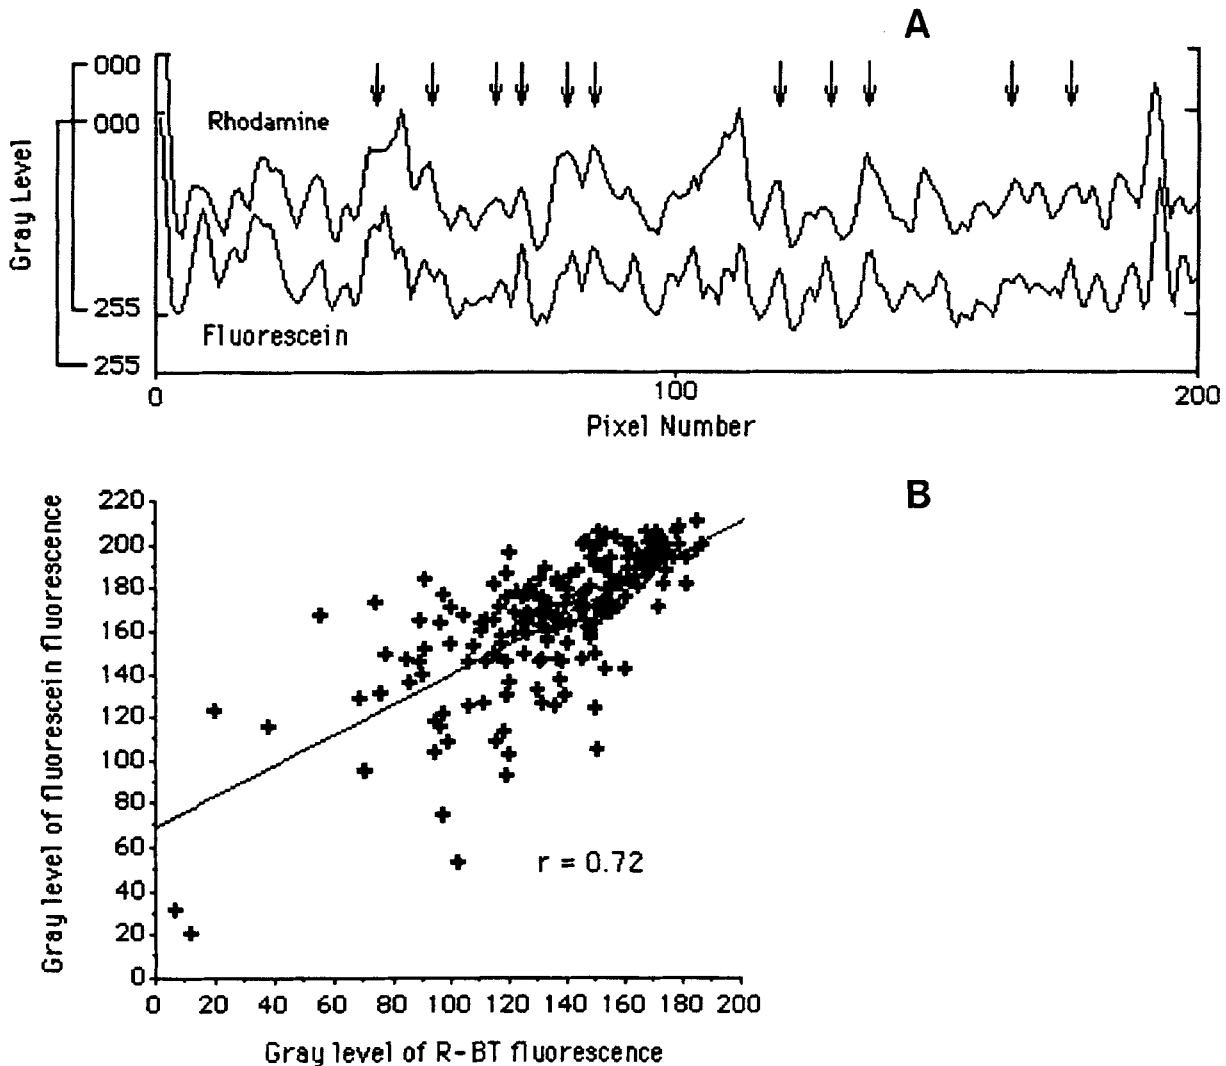 A
000
000
Rhodamine
Gray Level
255
Fluorescein
255
0
100
200
Pixel Number
B
220
200
180
160
140
120
100
80
60
40
20
0
Gray level of fluorescein fluorescence
r = 0.72
0 20 40 60 80 100 120 140 160 180 200
Gray level of R-BT fluorescence